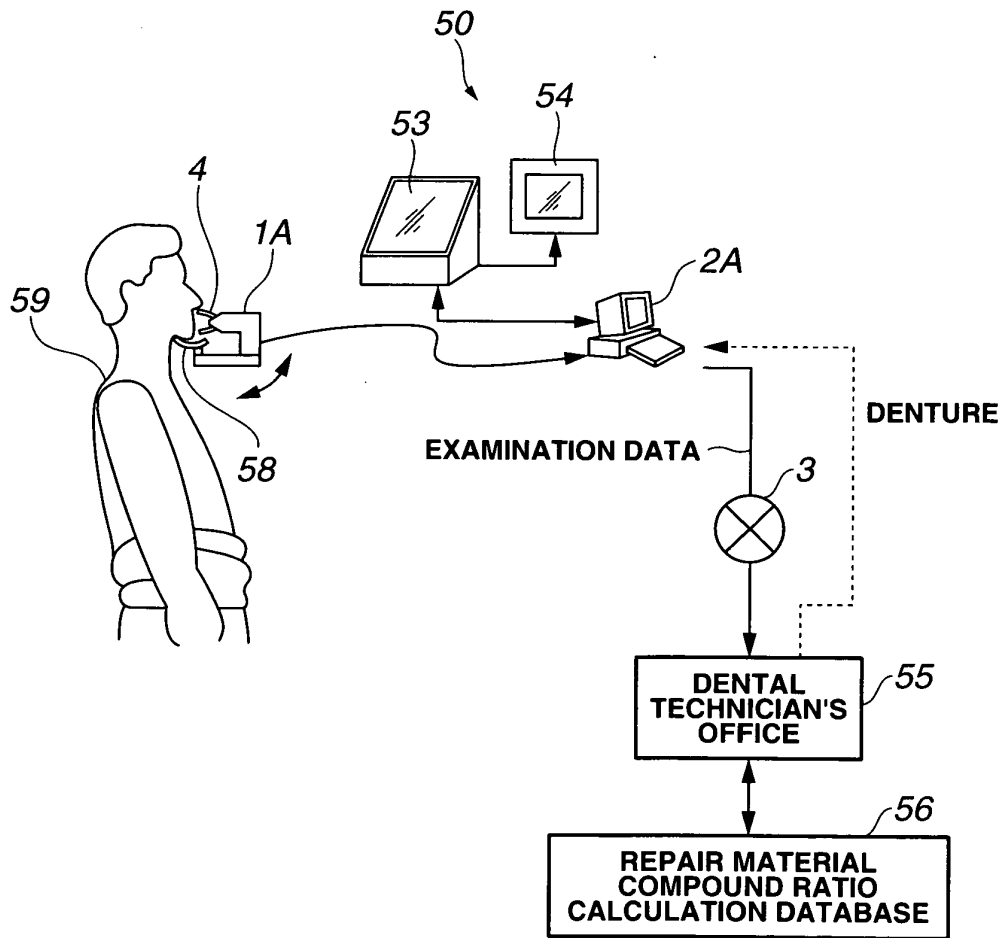 50
53
54
4
1A
2A
59
58
DENTURE
EXAMINATION DATA
3
DENTAL
TECHNICIAN'S
OFFICE
55
56
REPAIR MATERIAL
COMPOUND RATIO
CALCULATION DATABASE